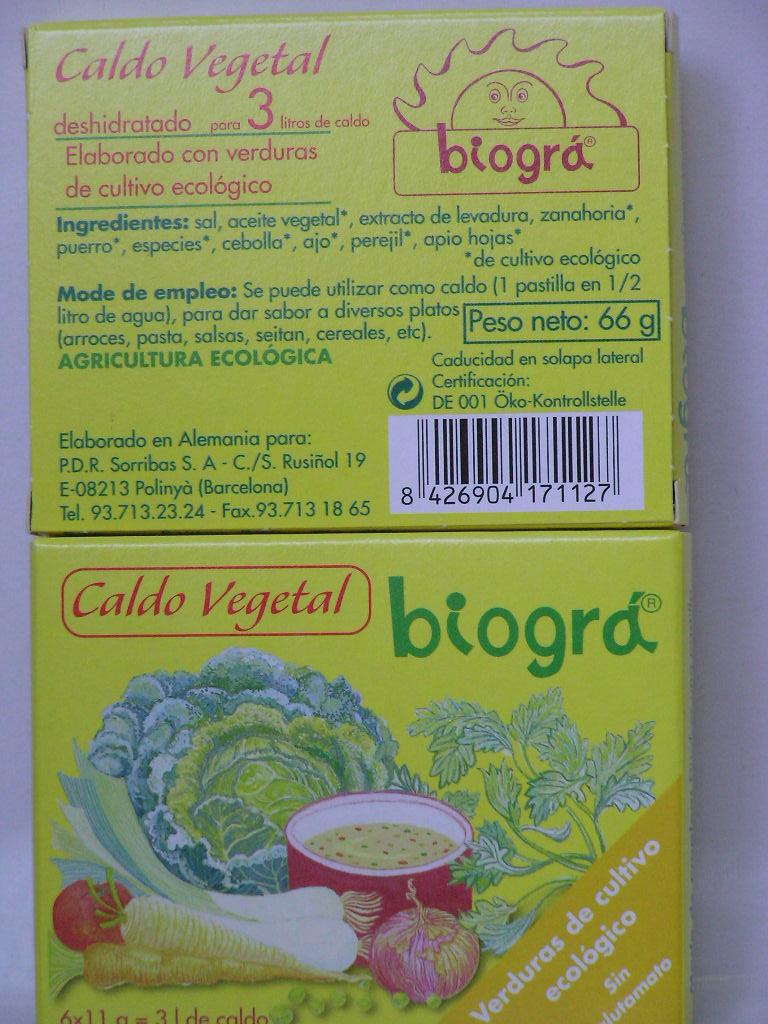 Caldo Vegetal
deshidratado para 3 litros de caldo
Elaborado con verduras
de cultivo ecológico
biográ®
Ingredientes: sal, aceite vegetal*, extracto de levadura, zanahoria*,
puerro*, especies*, cebolla*, ajo*, perejil*, apio hojas*
*de cultivo ecológico
Mode de empleo: Se puede utilizar como caldo (1 pastilla en 1/2
litro de agua), para dar sabor a diversos platos
(arroces, pasta, salsas, seitan, cereales, etc).
Peso neto: 66 g
AGRICULTURA ECOLÓGICA
Caducidad en solapa lateral
Certificación:
DE 001 Öko-Kontrollstelle
Elaborado en Alemania para:
P.D.R. Sorribas S. A - C./S. Rusiñol 19
E-08213 Polinyà (Barcelona)
Tel. 93.713.23.24 - Fax.93.713 18 65
8 426904 171127
Caldo Vegetal
biográ®
Verduras de cultivo
ecológico
Sin
glutamato
6x11 g = 3 l de caldo